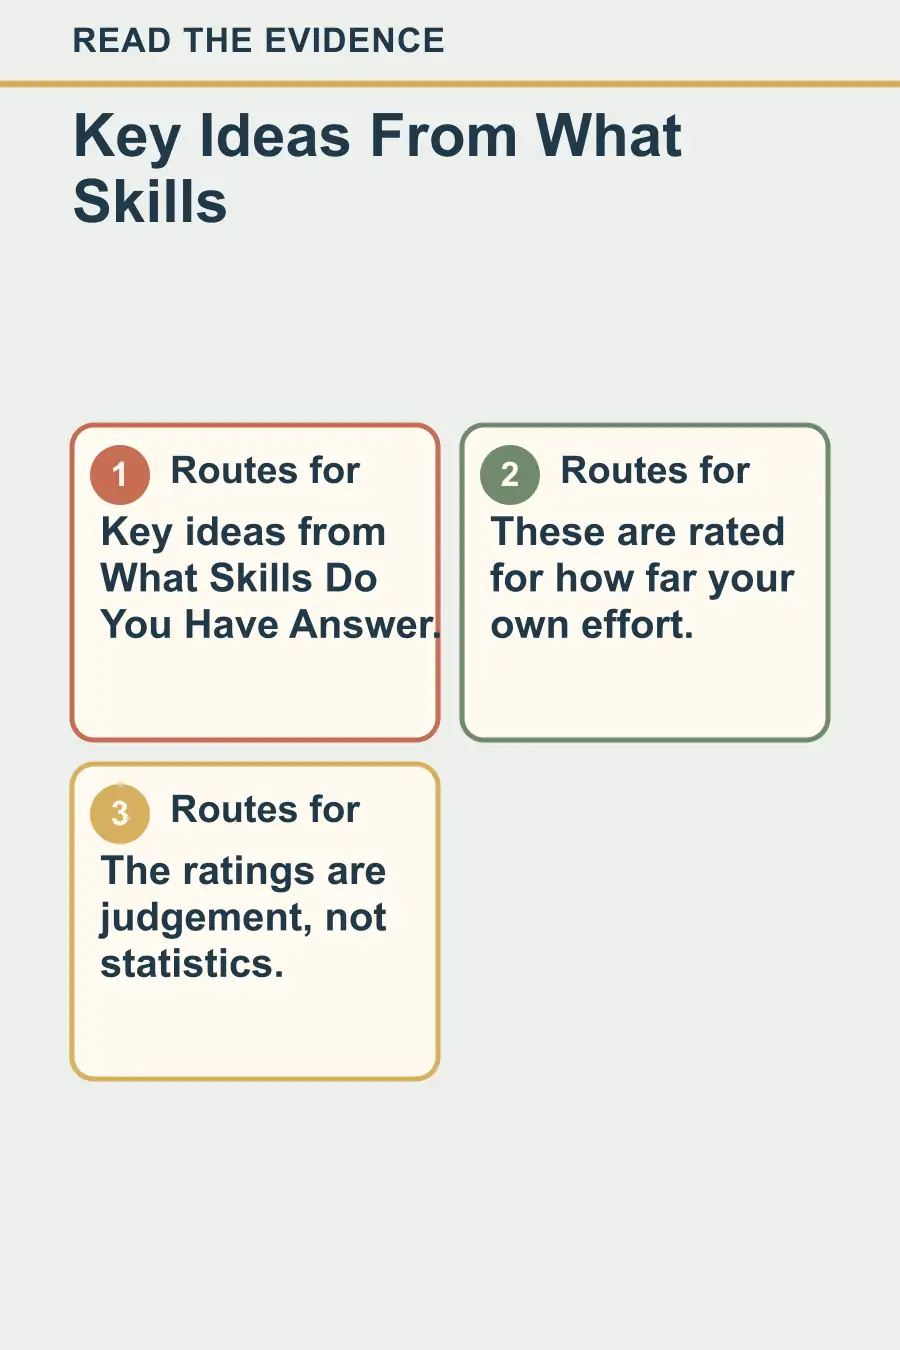 READ THE EVIDENCE
Key Ideas From What
Skills
1 Routes for
Key ideas from
What Skills Do
You Have Answer.
2 Routes for
These are rated
for how far your
own effort.
3 Routes for
The ratings are
judgement, not
statistics.